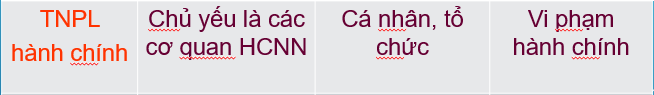 TNPL
hành chính
Chủ yếu là các
cơ quan HCNN
Cá nhân, tổ
chức
Vi phạm
hành chính